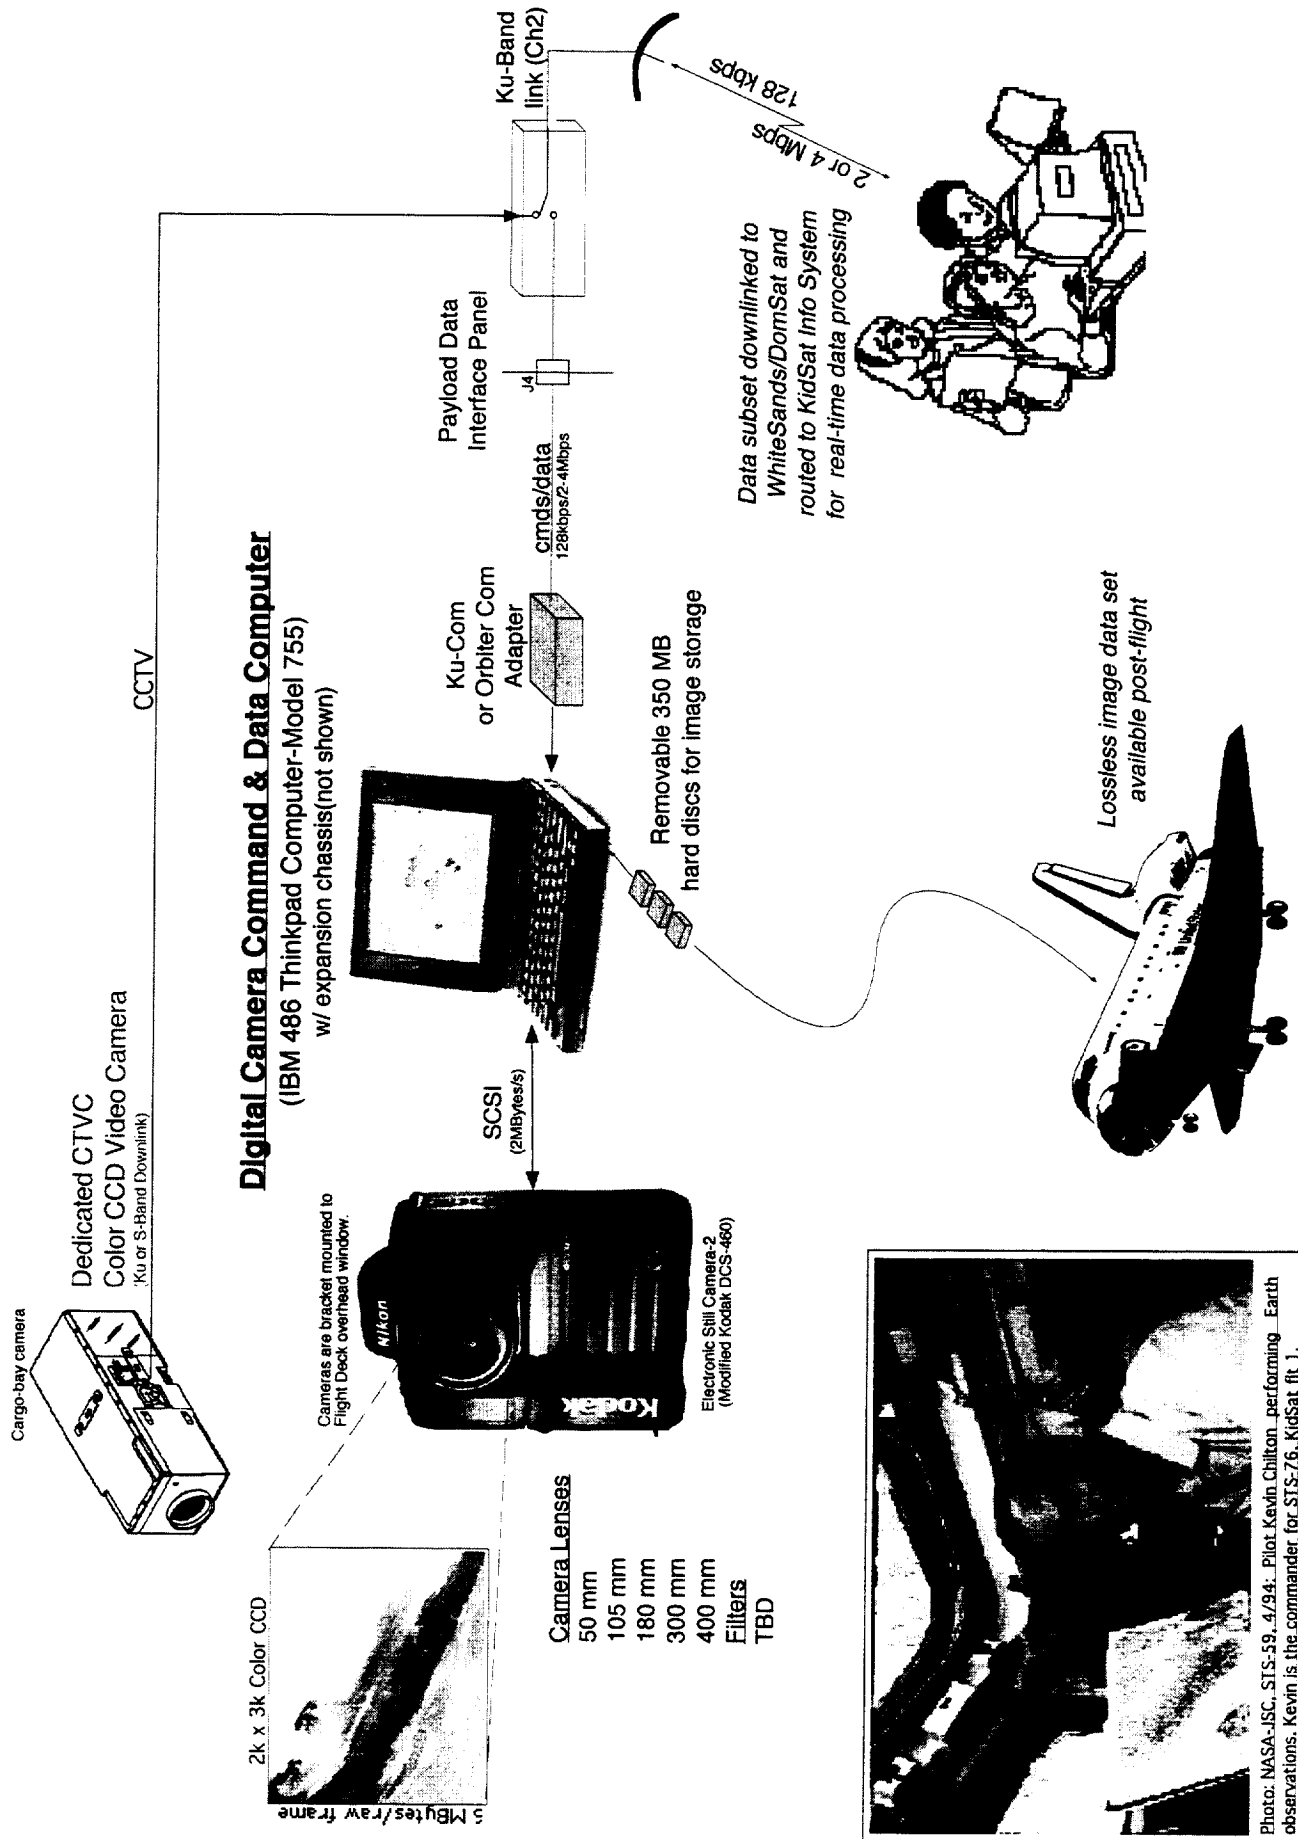 Cargo-bay camera
Dedicated CTVC
Color CCD Video Camera
(Ku or S-Band Downlink)
CCTV
Ku-Band
link (Ch2)
Digital Camera Command & Data Computer
(IBM 486 Thinkpad Computer-Model 755)
w/ expansion chassis(not shown)
2k x 3k Color CCD
MBytes/raw frame
Cameras are bracket mounted to
Flight Deck overhead window.
Nikon
Kodak
Electronic Still Camera-2
(Modified Kodak DCS-460)
SCSI
(2MBytes/s)
Ku-Com
or Orbiter Com
Adapter
cmds/data
128kbps/2-4Mbps
Payload Data
Interface Panel
J4
128 kbps
2 or 4 Mbps
Camera Lenses
50 mm
105 mm
180 mm
300 mm
400 mm
Filters
TBD
Removable 350 MB
hard discs for image storage
Data subset downlinked to
WhiteSands/DomSat and
routed to KidSat Info System
for real-time data processing
Lossless image data set
available post-flight
Photo: NASA-JSC, STS-59, 4/94: Pilot Kevin Chilton performing Earth
observations. Kevin is the commander for STS-76, KidSat flt 1.